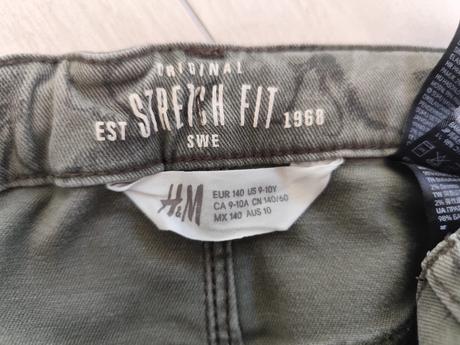 ORIGINAL
STRETCH FIT
EST 1968
SWE
H&M
EUR 140 US 9-10Y
CA 9-10A CN 140/60
MX 140 AUS 10